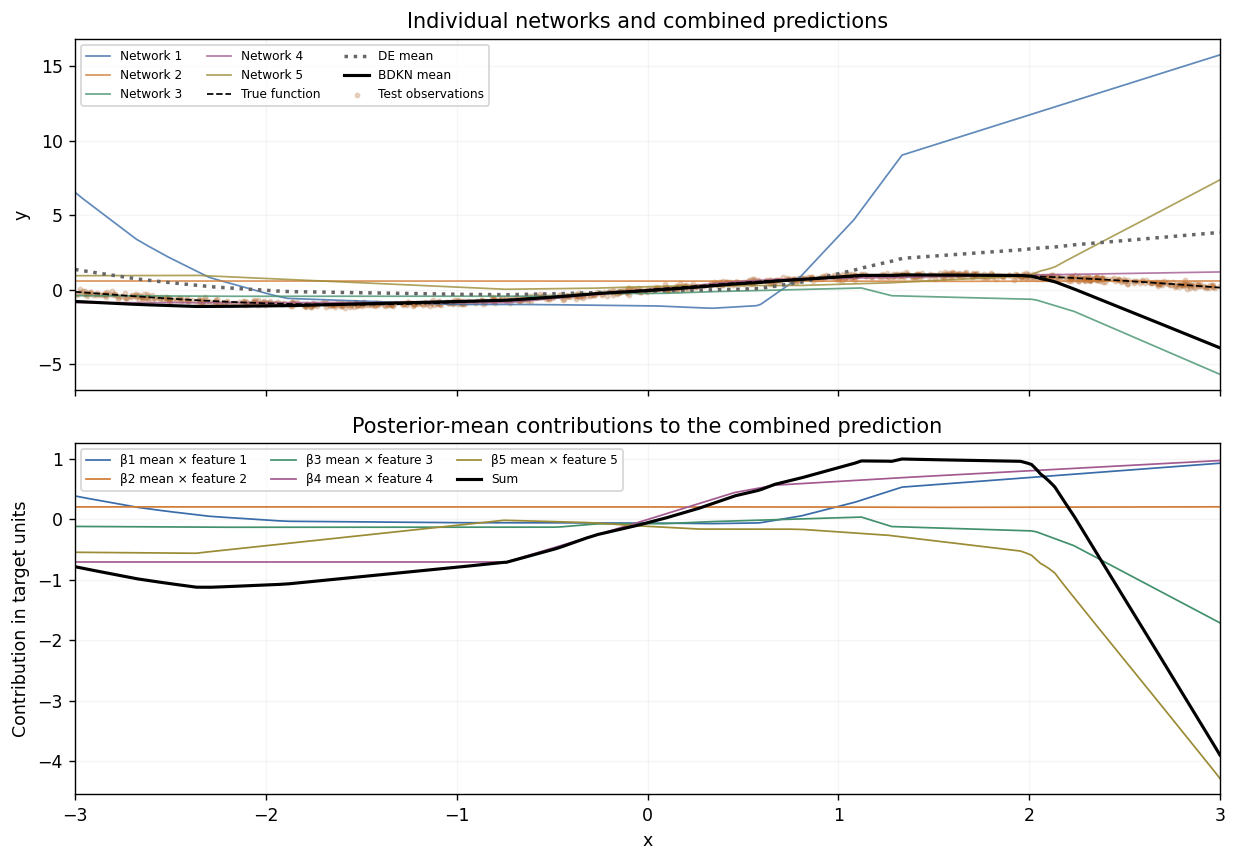 Individual networks and combined predictions
Network 1
Network 2
Network 3
Network 4
Network 5
True function
DE mean
BDKN mean
Test observations
15
10
5
0
−5
y
Posterior-mean contributions to the combined prediction
β1 mean × feature 1
β2 mean × feature 2
β3 mean × feature 3
β4 mean × feature 4
β5 mean × feature 5
Sum
1
0
−1
−2
−3
−4
Contribution in target units
−3
−2
−1
0
1
2
3
x